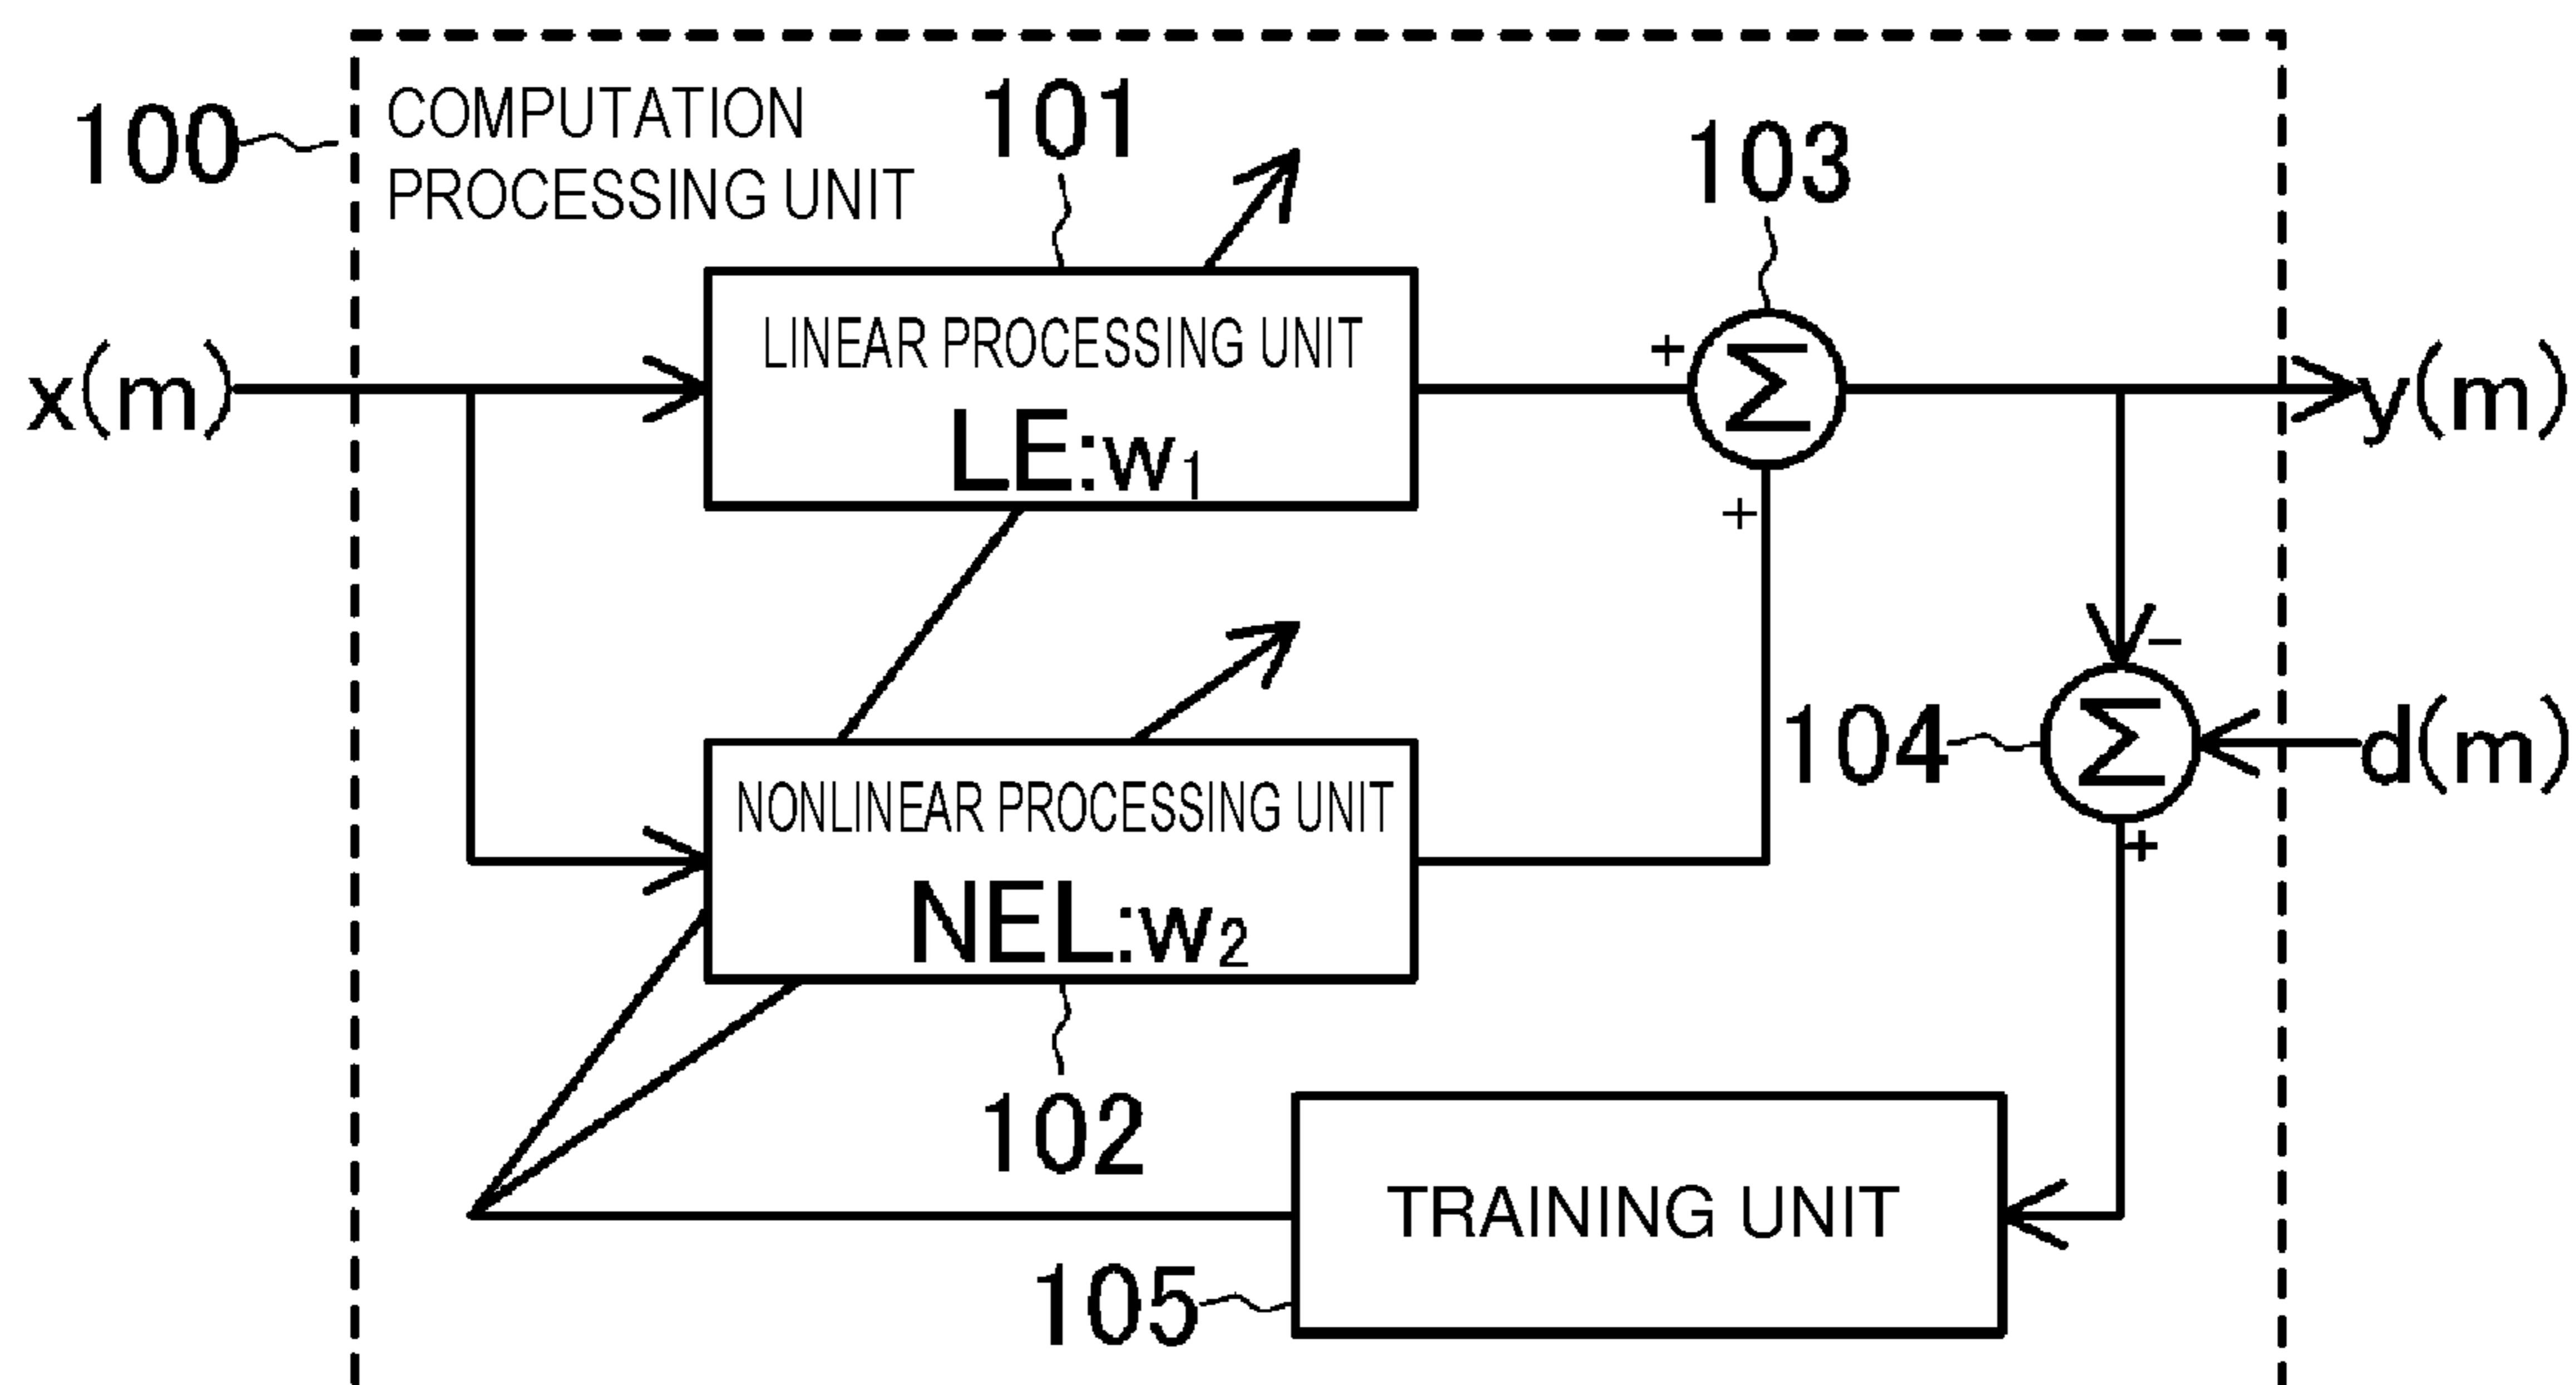 100
COMPUTATION
PROCESSING UNIT
101
103
x(m)
LINEAR PROCESSING UNIT
LE:w₁
+
Σ
+
y(m)
−
104
Σ
d(m)
+
NONLINEAR PROCESSING UNIT
NEL:w₂
102
TRAINING UNIT
105